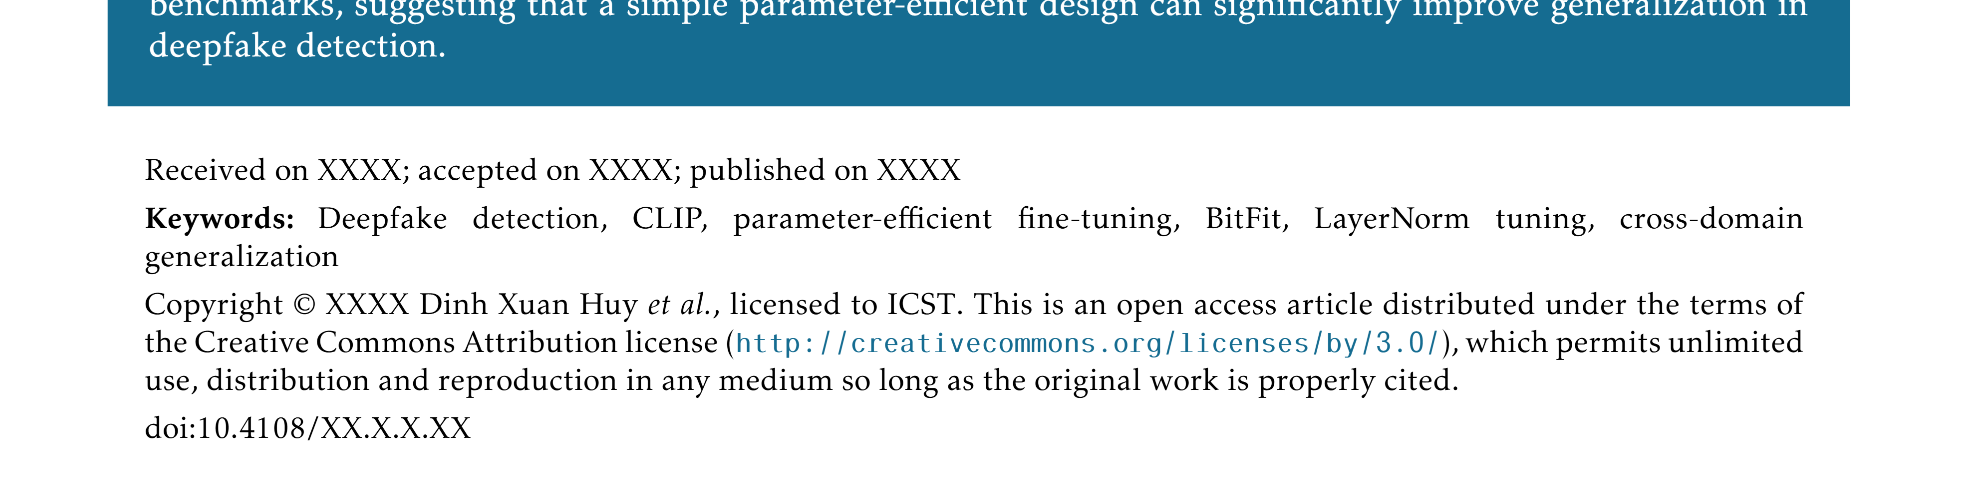 benchmarks, suggesting that a simple parameter-efficient design can significantly improve generalization in
deepfake detection.
Received on XXXX; accepted on XXXX; published on XXXX
Keywords: Deepfake detection, CLIP, parameter-efficient fine-tuning, BitFit, LayerNorm tuning, cross-domain
generalization
Copyright © XXXX Dinh Xuan Huy et al., licensed to ICST. This is an open access article distributed under the terms of
the Creative Commons Attribution license (http://creativecommons.org/licenses/by/3.0/), which permits unlimited
use, distribution and reproduction in any medium so long as the original work is properly cited.
doi:10.4108/XX.X.X.XX